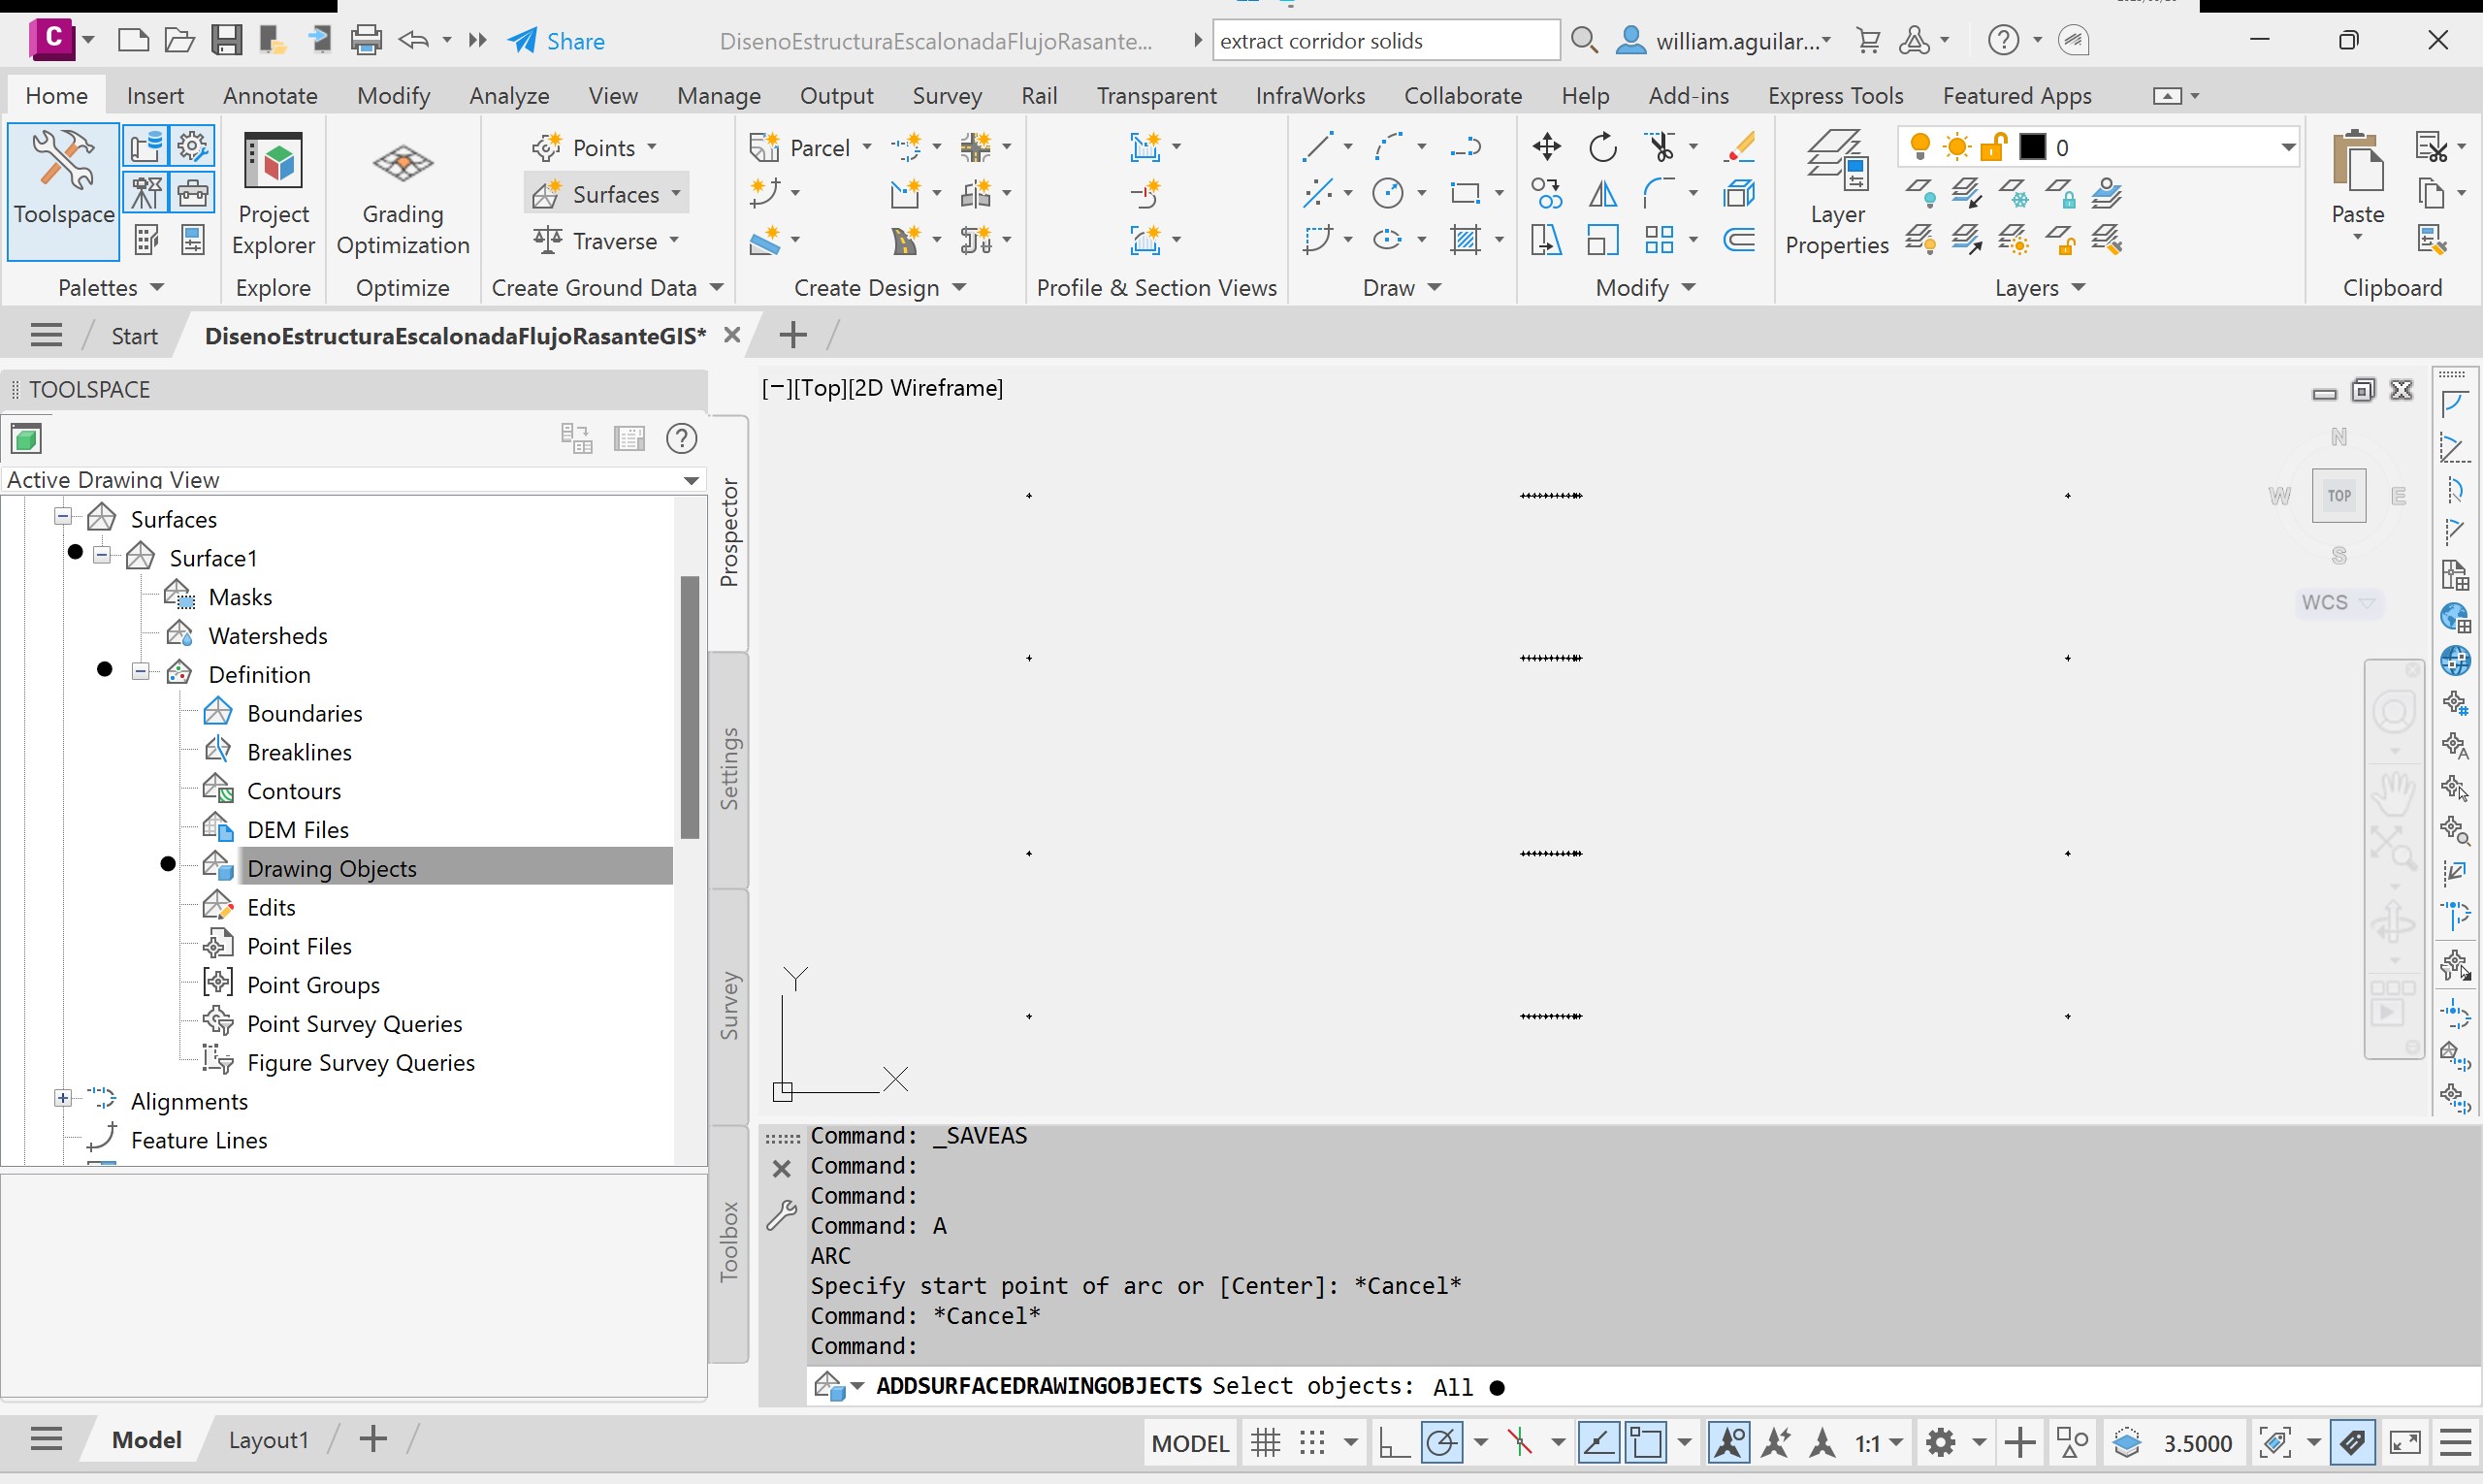 C
Share
DisenoEstructuraEscalonadaFlujoRasante...
extract corridor solids
william.aguilar...
Home Insert Annotate Modify Analyze View Manage Output Survey Rail Transparent InfraWorks Collaborate Help Add-ins Express Tools Featured Apps
Toolspace
Project Explorer
Grading Optimization
Points
Surfaces
Traverse
Parcel
Layer Properties
0
Paste
Palettes Explore Optimize Create Ground Data Create Design Profile & Section Views Draw Modify Layers Clipboard
Start DisenoEstructuraEscalonadaFlujoRasanteGIS*
TOOLSPACE
Active Drawing View
Surfaces
Surface1
Masks
Watersheds
Definition
Boundaries
Breaklines
Contours
DEM Files
Drawing Objects
Edits
Point Files
Point Groups
Point Survey Queries
Figure Survey Queries
Alignments
Feature Lines
Prospector
Settings
Survey
Toolbox
[−][Top][2D Wireframe]
N
W TOP E
S
WCS
Y
X
Command: _SAVEAS
Command:
Command:
Command: A
ARC
Specify start point of arc or [Center]: *Cancel*
Command: *Cancel*
Command:
ADDSURFACEDRAWINGOBJECTS Select objects: All
Model Layout1
MODEL 1:1 3.5000